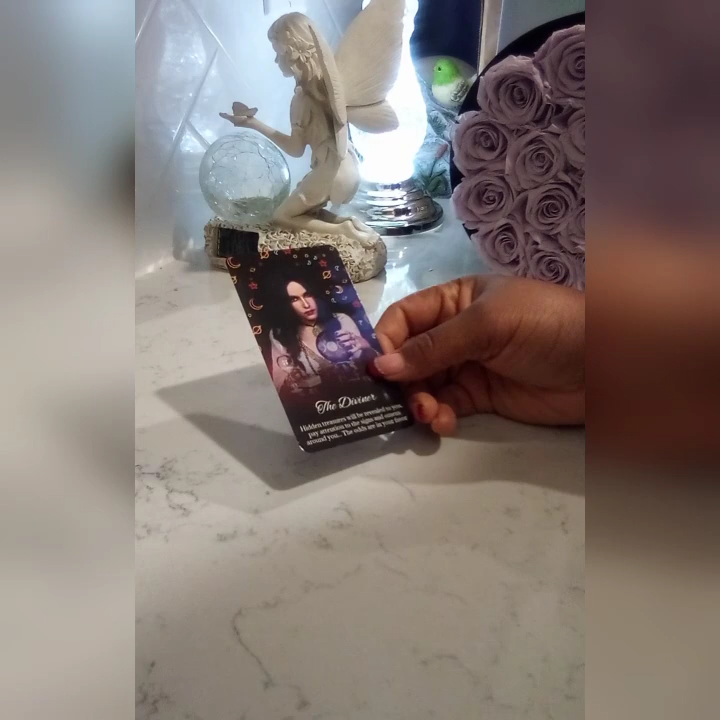 The Diviner
Hidden treasures will be revealed to you,
pay attention to the signs and omens
around you.. The odds are in your favor